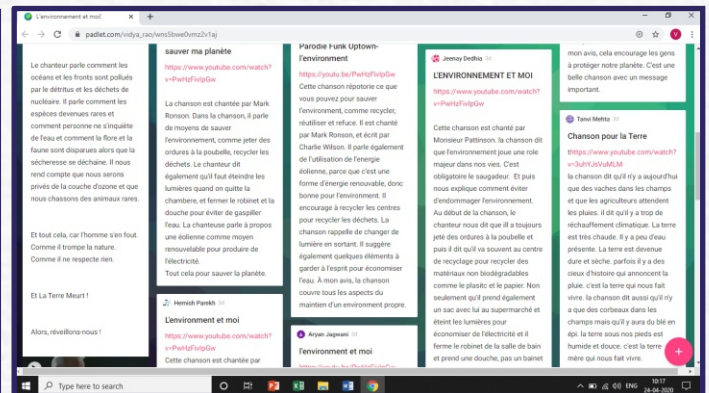 L'environnement et moi!
padlet.com/vidya_rao/wns5bwe0vmz2v1aj
Le chanteur parle comment les
océans et les fronts sont pollués
par le détritus et les déchets de
nucléaire. Il parle comment les
espèces devenues rares et
comment personne ne s'inquiète
de l'eau et comment la flore et la
faune sont disparues alors que la
sécheresse se déchaîne. Il nous
rend compte que nous serons
privés de la couche d'ozone et que
nous chassons des animaux rares.
Et tout cela, car l'homme s'en fout.
Comme il trompe la nature.
Comme il ne respecte rien.
Et La Terre Meurt !
Alors, réveillons-nous !
sauver ma planète
https://www.youtube.com/watch?
v=PwHzFivlpGw
La chanson est chantée par Mark
Ronson. Dans la chanson, il parle
de moyens de sauver
l'environnement, comme jeter des
ordures à la poubelle, recycler les
déchets. Le chanteur dit
également qu'il faut éteindre les
lumières quand on quitte la
chambere, et fermer le robinet et la
douche pour éviter de gaspiller
l'eau. La chanteuse parle à propos
une éolienne comme moyen
renouvelable pour produire de
l'électricité.
Tout cela pour sauver la planète.
Hemish Parekh 3d
L'environment et moi
https://www.youtube.com/watch?
v=PwHzFivlpGw
Cette chanson est chantée par
Parodie Funk Uptown-
l'environment
https://youtu.be/PwHzFivlpGw
Cette chanson répotorie ce que
vous pouvez pour sauver
l'environment, comme recycler,
réutiliser et refuce. Il est chanté
par Mark Ronson, et écrit par
Charlie Wilson. Il parle également
de l'utilisation de l'energie
éolienne, parce que c'est une
forme d'énergie renouvable, donc
bonne pour l'environment. Il
encourage à recycler les centres
pour recycler les déchets. La
chanson rappelle de changer de
lumière en sortant. Il suggère
également quelques éléments à
garder à l'esprit pour économiser
l'eau. À mon avis, la chanson
couvre tous les aspects du
maintien d'un environment propre.
Aryan Jagwani 3d
l'environment et moi
Jeenay Dedhia 3d
L'ENVIRONNEMENT ET MOI
https://www.youtube.com/watch?
v=PwHzFivlpGw
Cette chanson est chanté par
Monsieur Pattinson. la chanson dit
que l'environnement joue une role
majeur dans nos vies. C'est
obligatoire le saugadeur. Et puis
nous explique comment éviter
d'endommager l'environnement.
Au début de la chanson, le
chanteur nous dit que ill a toujours
jeté des ordures à la poubelle et
puis il dit qu'il va souvent au centre
de recyclage pour recycler des
matériaux non biodégradables
comme le plasitc et le papier. Non
seulement qu'il prend également
un sac avec lui au supermarché et
éteint les lumières pour
économiser de l'électricité et il
ferme le robinet de la salle de bain
et prend une douche, pas un bainet
mon avis, cela encourage les gens
à protéger notre planète. C'est une
belle chanson avec un message
important.
Tanvi Mehta 3d
Chanson pour la Terre
thttps://www.youtube.com/watch?
v=3uhYJzVuMLM
la chanson dit qu'il n'y a aujourd'hui
que des vaches dans les champs
et que les agriculteurs attendent
les pluies. il dit qu'il y a trop de
réchauffement climatique. La terre
est très chaude. Il y a peu d'eau
présente. La terre est devenue
dure et sèche. parfois il y a des
cieux d'histoire qui annoncent la
pluie. c'est la terre qui nous fait
vivre. la chanson dit aussi qu'il n'y
a que des corbeaux dans les
champs mais qu'il y aura du blé en
épi. la terre sous nos pieds est
humide et douce. c'est la terre
mère qui nous fait vivre.
Type here to search
ENG
10:17
24-04-2020